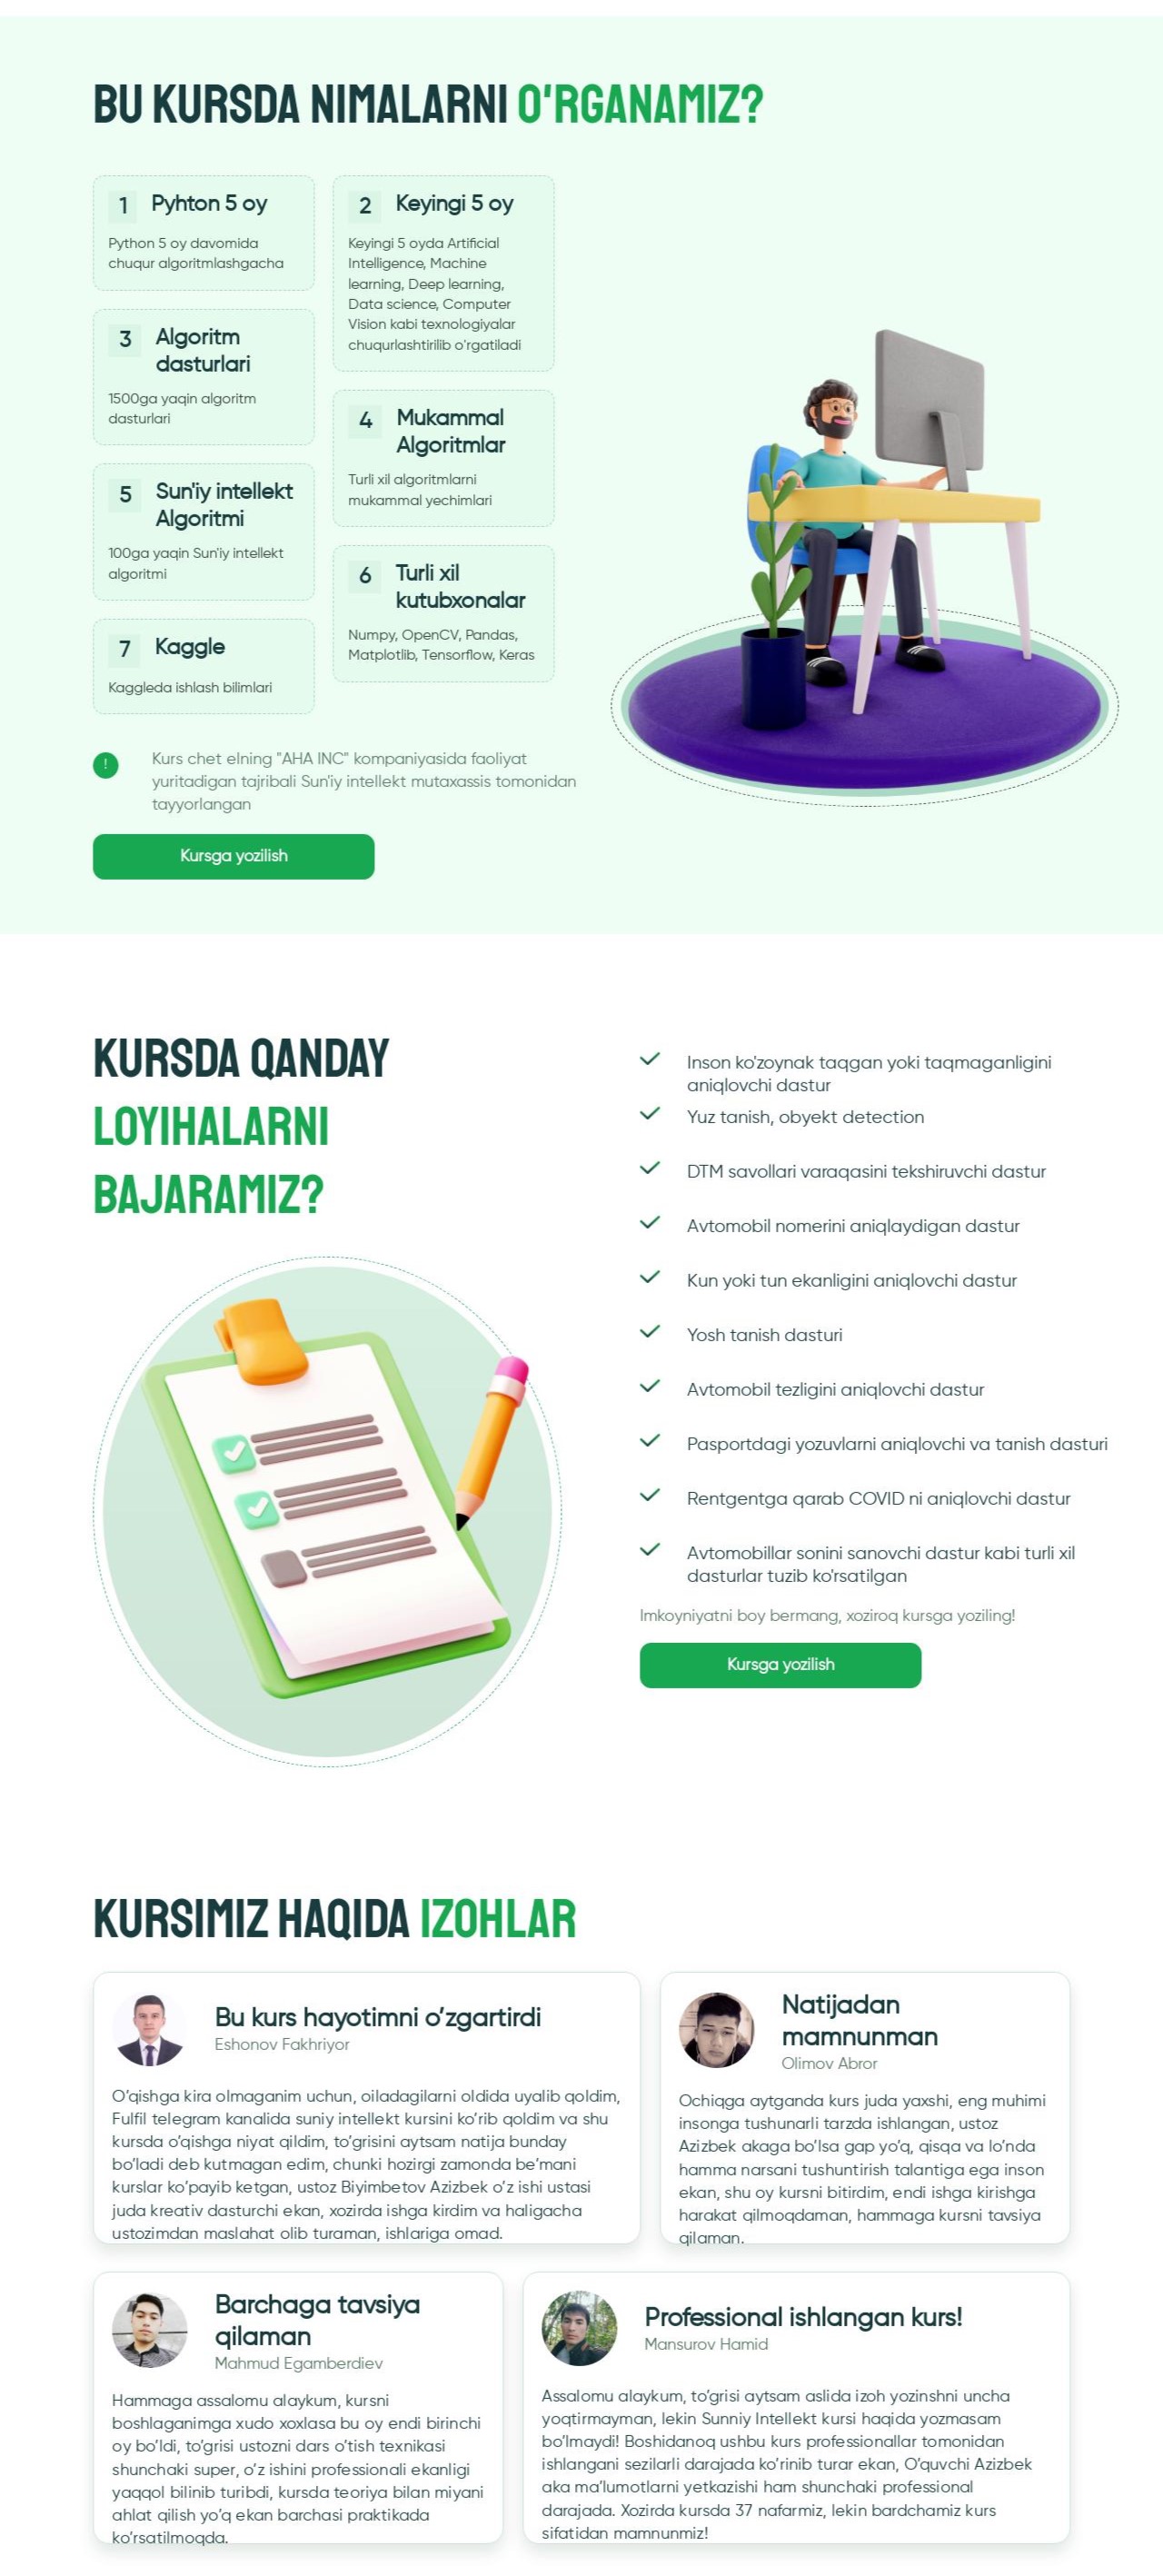 BU KURSDA NIMALARNI O'RGANAMIZ?
1 Pyhton 5 oy
Python 5 oy davomida
chuqur algoritmlashgacha
2 Keyingi 5 oy
Keyingi 5 oyda Artificial
Intelligence, Machine
learning, Deep learning,
Data science, Computer
Vision kabi texnologiyalar
chuqurlashtirilib o'rgatiladi
3 Algoritm
dasturlari
1500ga yaqin algoritm
dasturlari
4 Mukammal
Algoritmlar
Turli xil algoritmlarni
mukammal yechimlari
5 Sun'iy intellekt
Algoritmi
100ga yaqin Sun'iy intellekt
algoritmi
6 Turli xil
kutubxonalar
Numpy, OpenCV, Pandas,
Matplotlib, Tensorflow, Keras
7 Kaggle
Kaggleda ishlash bilimlari
! Kurs chet elning "AHA INC" kompaniyasida faoliyat
yuritadigan tajribali Sun'iy intellekt mutaxassis tomonidan
tayyorlangan
Kursga yozilish
KURSDA QANDAY
LOYIHALARNI
BAJARAMIZ?
Inson ko'zoynak taqgan yoki taqmaganligini
aniqlovchi dastur
Yuz tanish, obyekt detection
DTM savollari varaqasini tekshiruvchi dastur
Avtomobil nomerini aniqlaydigan dastur
Kun yoki tun ekanligini aniqlovchi dastur
Yosh tanish dasturi
Avtomobil tezligini aniqlovchi dastur
Pasportdagi yozuvlarni aniqlovchi va tanish dasturi
Rentgentga qarab COVID ni aniqlovchi dastur
Avtomobillar sonini sanovchi dastur kabi turli xil
dasturlar tuzib ko'rsatilgan
Imkoyniyatni boy bermang, xoziroq kursga yoziling!
Kursga yozilish
KURSIMIZ HAQIDA IZOHLAR
Bu kurs hayotimni o’zgartirdi
Eshonov Fakhriyor
O’qishga kira olmaganim uchun, oiladagilarni oldida uyalib qoldim,
Fulfil telegram kanalida suniy intellekt kursini ko’rib qoldim va shu
kursda o’qishga niyat qildim, to’grisini aytsam natija bunday
bo’ladi deb kutmagan edim, chunki hozirgi zamonda be’mani
kurslar ko’payib ketgan, ustoz Biyimbetov Azizbek o’z ishi ustasi
juda kreativ dasturchi ekan, xozirda ishga kirdim va haligacha
ustozimdan maslahat olib turaman, ishlariga omad.
Natijadan
mamnunman
Olimov Abror
Ochiqga aytganda kurs juda yaxshi, eng muhimi
insonga tushunarli tarzda ishlangan, ustoz
Azizbek akaga bo’lsa gap yo’q, qisqa va lo’nda
hamma narsani tushuntirish talantiga ega inson
ekan, shu oy kursni bitirdim, endi ishga kirishga
harakat qilmoqdaman, hammaga kursni tavsiya
qilaman.
Barchaga tavsiya
qilaman
Mahmud Egamberdiev
Hammaga assalomu alaykum, kursni
boshlaganimga xudo xoxlasa bu oy endi birinchi
oy bo’ldi, to’grisi ustozni dars o’tish texnikasi
shunchaki super, o’z ishini professionali ekanligi
yaqqol bilinib turibdi, kursda teoriya bilan miyani
ahlat qilish yo’q ekan barchasi praktikada
ko’rsatilmoqda.
Professional ishlangan kurs!
Mansurov Hamid
Assalomu alaykum, to’grisi aytsam aslida izoh yozinshni uncha
yoqtirmayman, lekin Sunniy Intellekt kursi haqida yozmasam
bo’lmaydi! Boshidanoq ushbu kurs professionallar tomonidan
ishlangani sezilarli darajada ko’rinib turar ekan, O’quvchi Azizbek
aka ma’lumotlarni yetkazishi ham shunchaki professional
darajada. Xozirda kursda 37 nafarmiz, lekin bardchamiz kurs
sifatidan mamnunmiz!